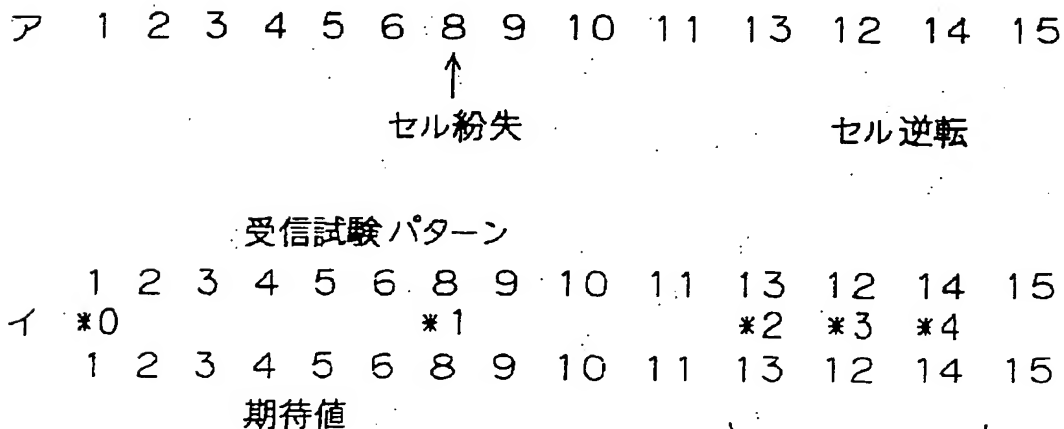 ア 1 2 3 4 5 6 8 9 10 11 13 12 14 15
↑
セル紛失 セル逆転
受信試験パターン
1 2 3 4 5 6 8 9 10 11 13 12 14 15
イ *0 *1 *2 *3 *4
1 2 3 4 5 6 8 9 10 11 13 12 14 15
期待値